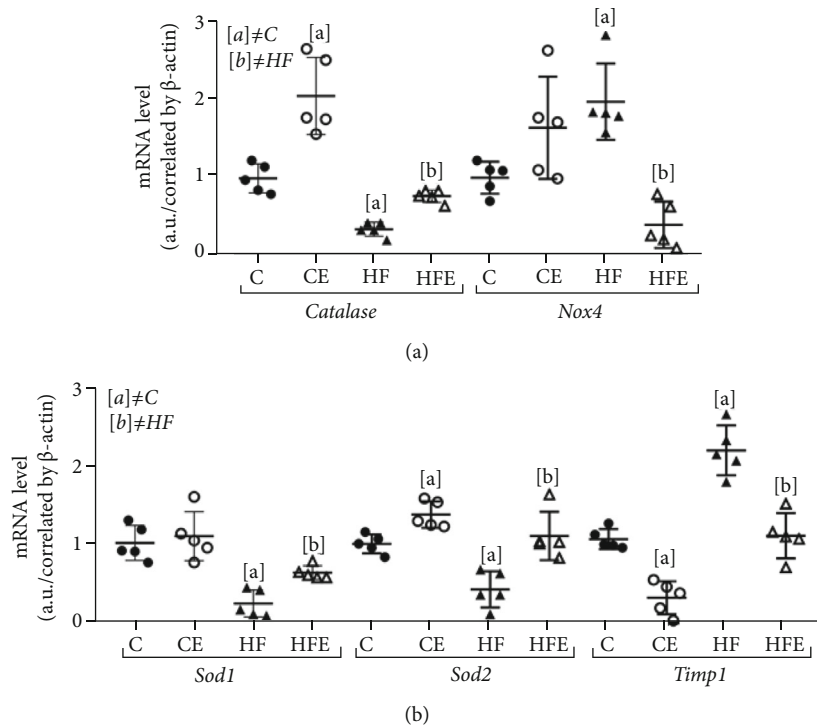 [a]≠C
[b]≠HF
mRNA level
(a.u./correlated by β-actin)
3
2
1
0
[a]
[a]
[b]
[a]
[b]
C CE HF HFE C CE HF HFE
Catalase Nox4
(a)
[a]≠C
[b]≠HF
mRNA level
(a.u./correlated by β-actin)
3
2
1
0
[a]
[b]
[a]
[a]
[b]
[a]
[a]
[b]
C CE HF HFE C CE HF HFE C CE HF HFE
Sod1 Sod2 Timp1
(b)